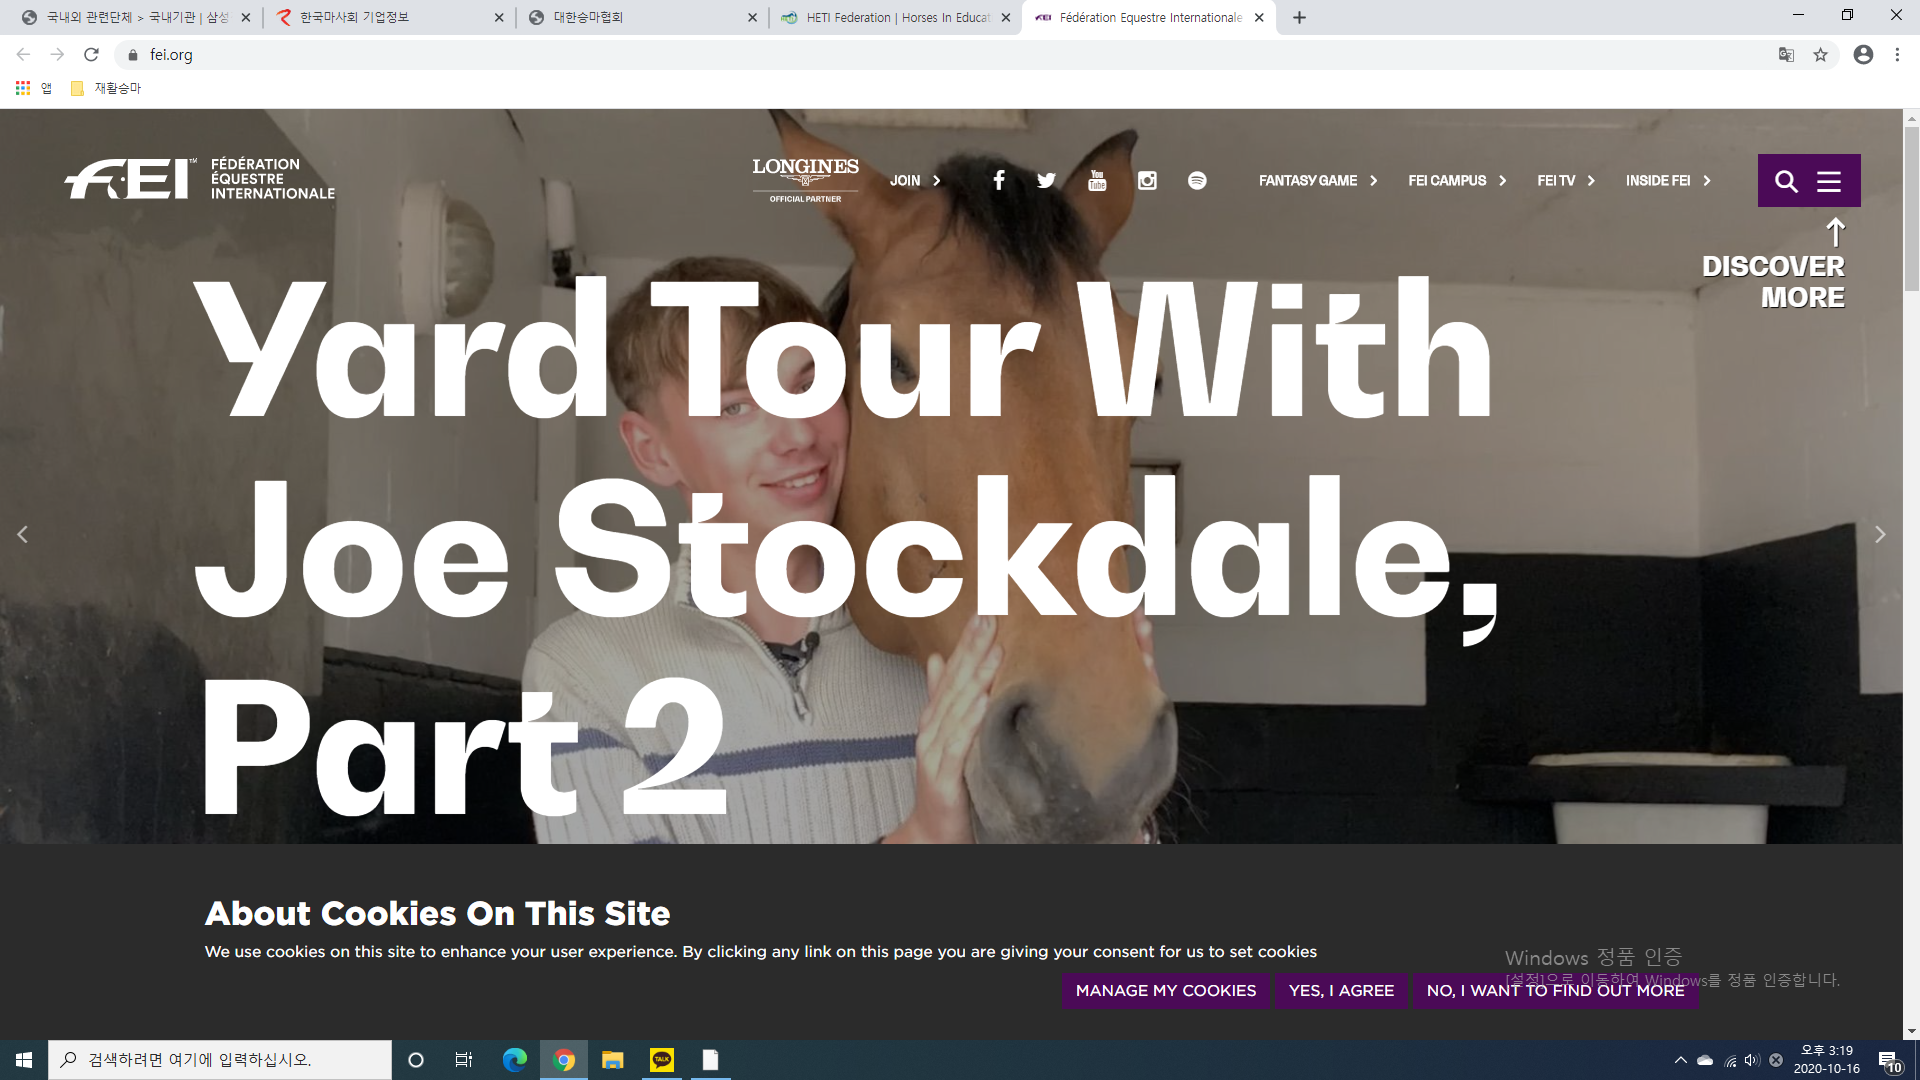 국내외 관련단체 > 국내기관 | 삼성
한국마사회 기업정보
대한승마협회
HETI Federation | Horses In Educat
Fédération Equestre Internationale
fei.org
앱
재활승마
FEI™
FÉDÉRATION
ÉQUESTRE
INTERNATIONALE
LONGINES
OFFICIAL PARTNER
JOIN
You
Tube
FANTASY GAME
FEI CAMPUS
FEI TV
INSIDE FEI
DISCOVER
MORE
Yard Tour With
Joe Stockdale,
Part 2
About Cookies On This Site
We use cookies on this site to enhance your user experience. By clicking any link on this page you are giving your consent for us to set cookies
MANAGE MY COOKIES
YES, I AGREE
NO, I WANT TO FIND OUT MORE
Windows 정품 인증
[설정]으로 이동하여 Windows를 정품 인증합니다.
검색하려면 여기에 입력하십시오.
TALK
오후 3:19
2020-10-16
10